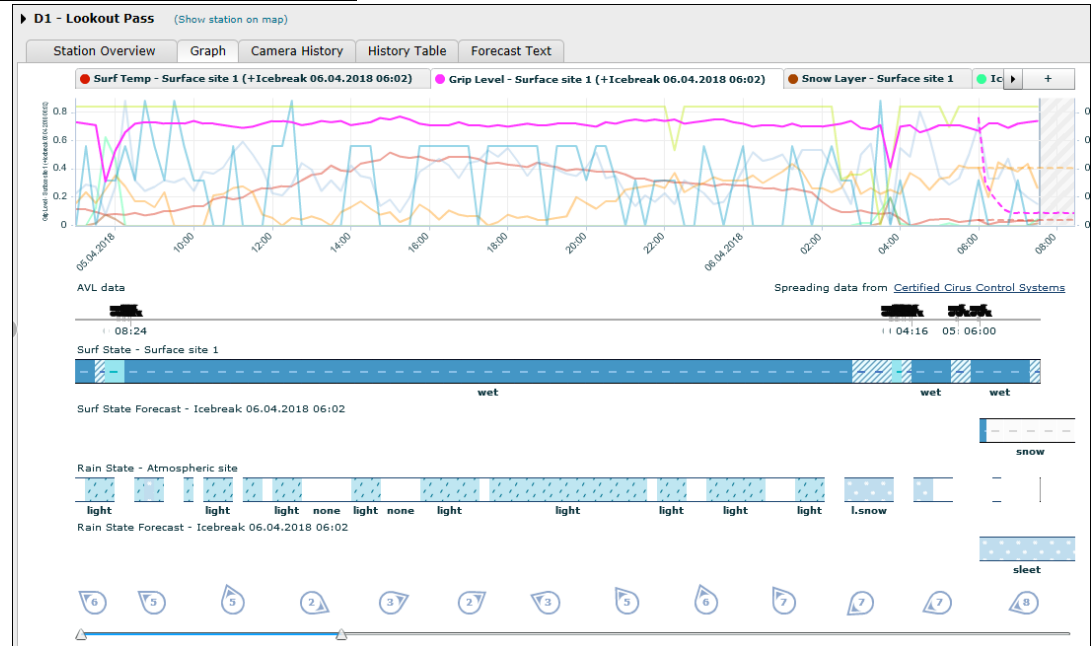 D1 - Lookout Pass (Show station on map)
Station Overview Graph Camera History History Table Forecast Text
Surf Temp - Surface site 1 (+Icebreak 06.04.2018 06:02) Grip Level - Surface site 1 (+Icebreak 06.04.2018 06:02) Snow Layer - Surface site 1 Ic +
0.8
0.6
0.4
0.2
0
05.04.2018 10:00 12:00 14:00 16:00 18:00 20:00 22:00 06.04.2018 02:00 04:00 06:00 08:00
AVL data Spreading data from Certified Cirus Control Systems
08:24 04:16 05: 06:00
Surf State - Surface site 1
wet wet wet
Surf State Forecast - Icebreak 06.04.2018 06:02
snow
Rain State - Atmospheric site
light light light none light none light light light light light l.snow
Rain State Forecast - Icebreak 06.04.2018 06:02
sleet
6 5 5 2 3 2 3 5 6 7 7 7 8